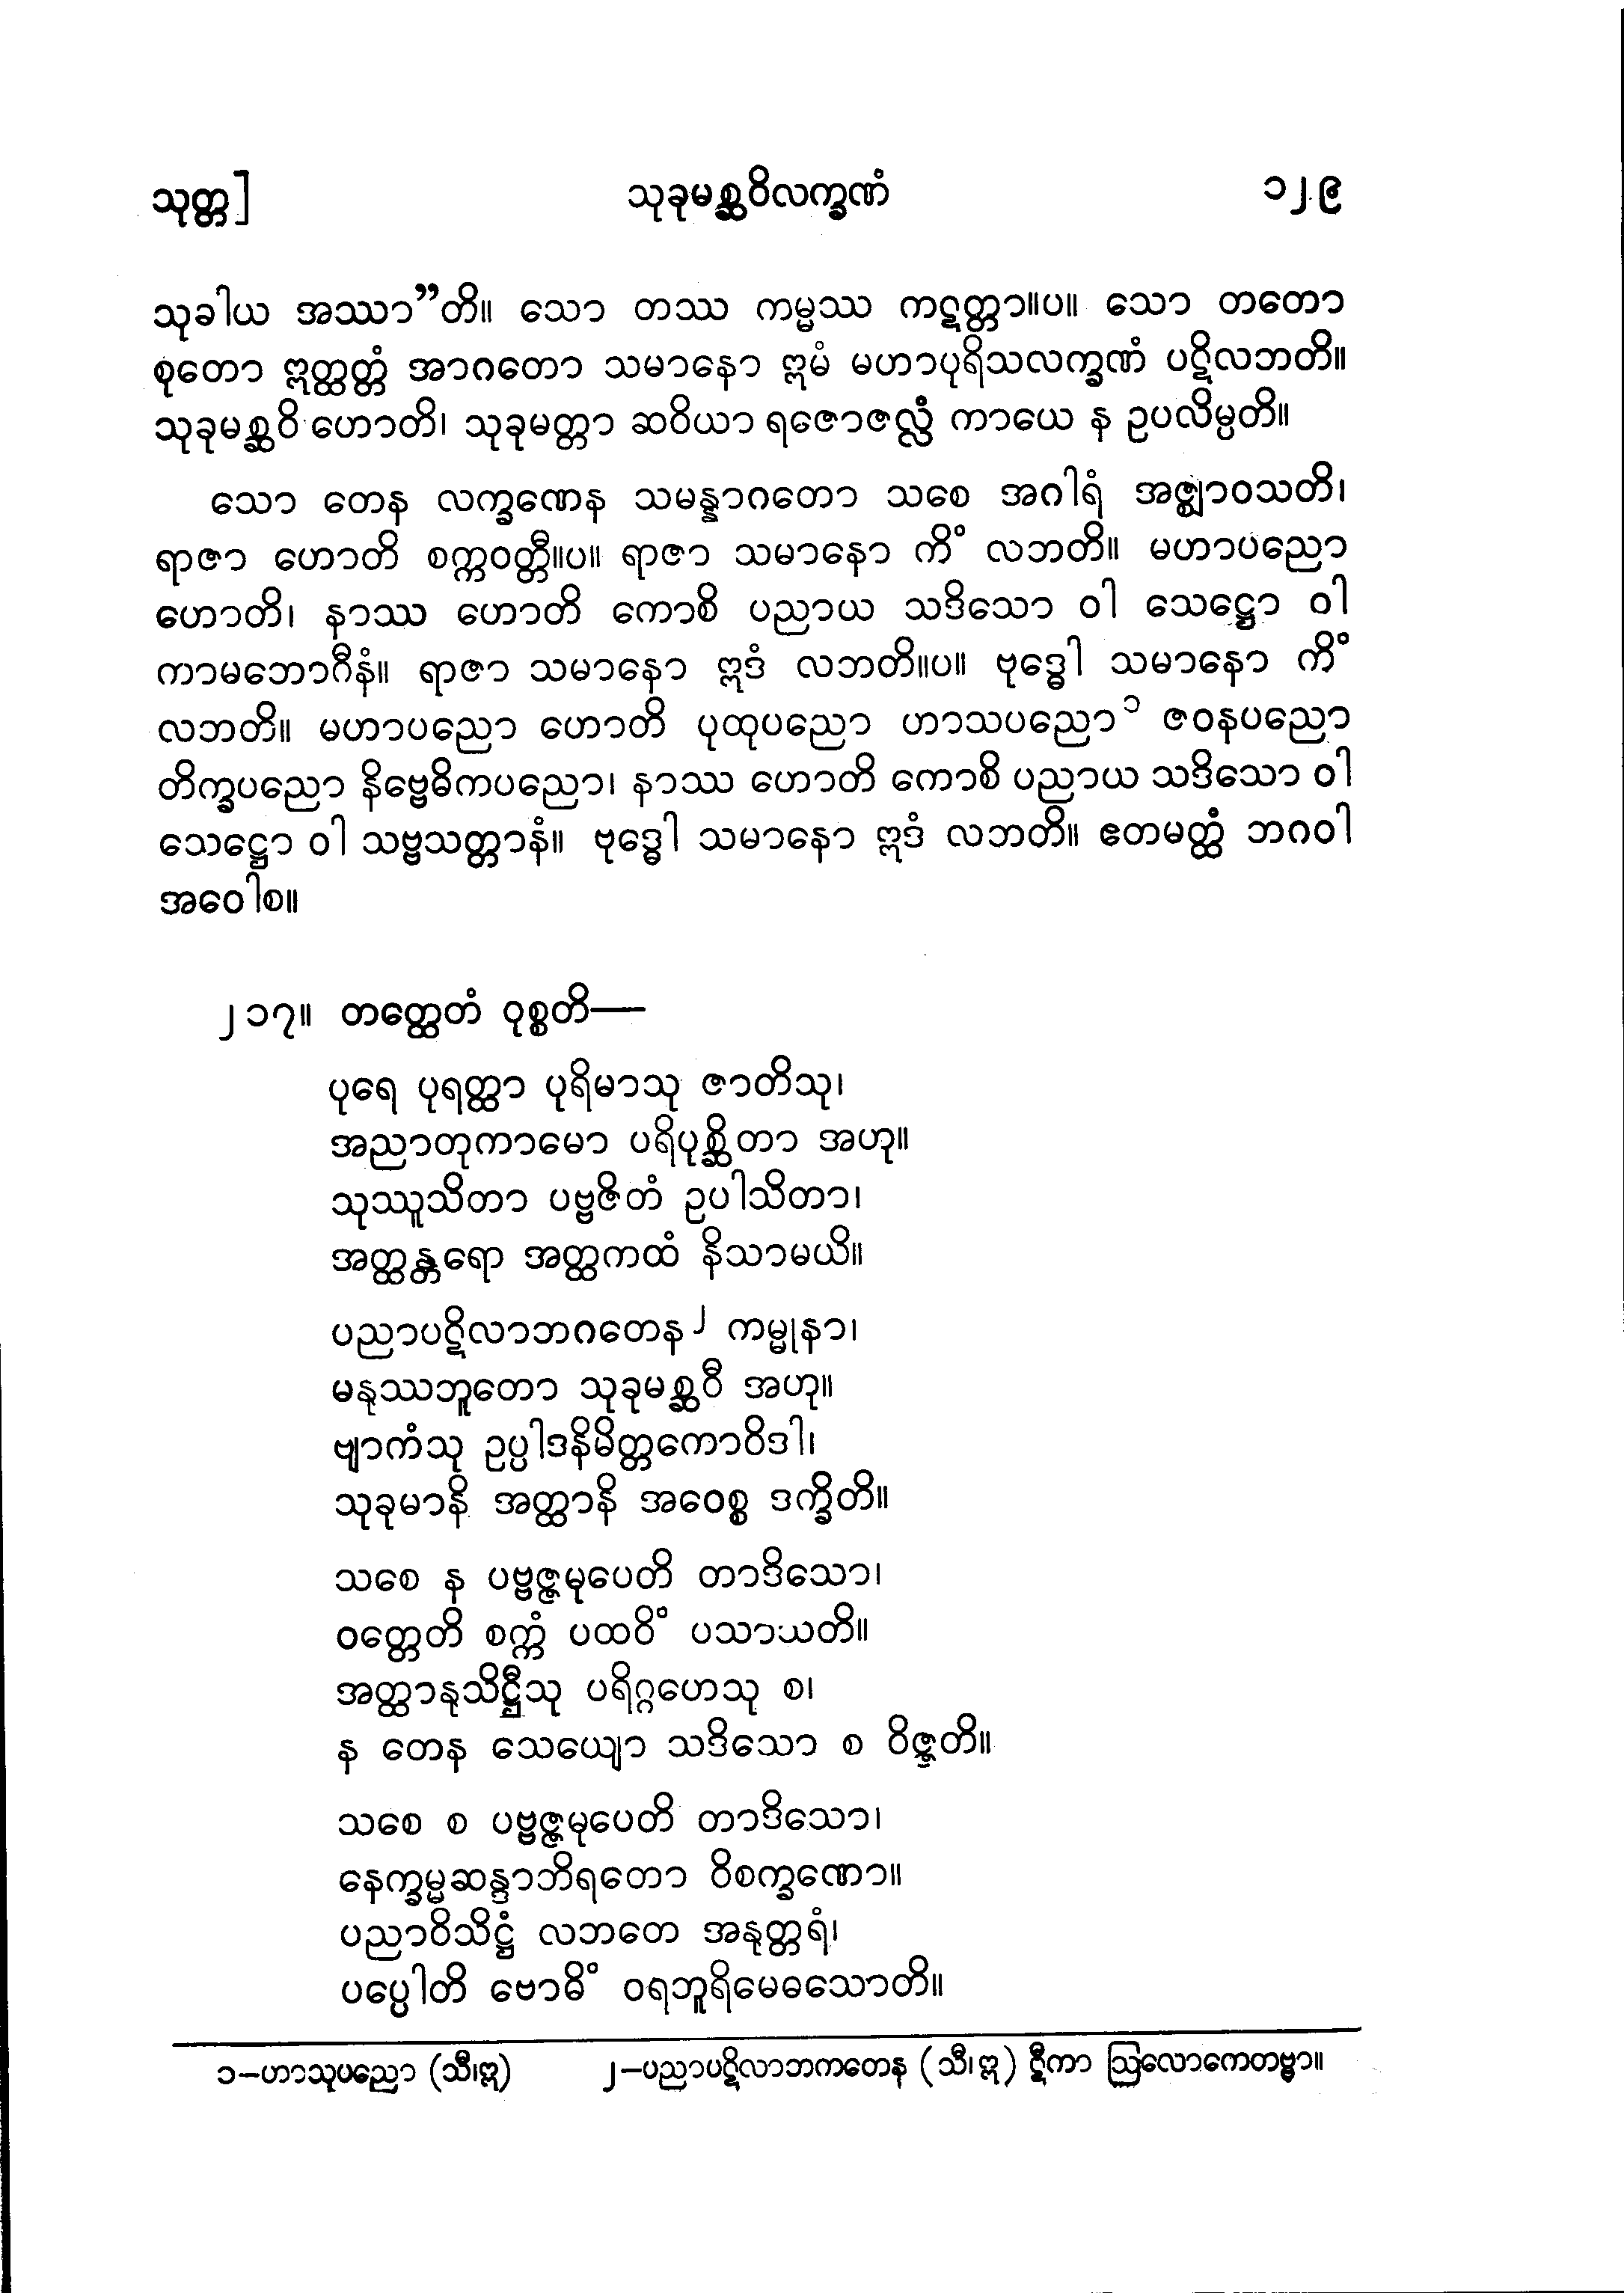 သုတ္တ]
သုခုမစ္ဆဝိလက္ခဏံ
၁၂၉
သုခါယ အဿာ”တိ။ သော တဿ ကမ္မဿ ကဋတ္တာ။ပ။ သော တတော
စုတော ဣတ္ထတ္တံ အာဂတော သမာနော ဣမံ မဟာပုရိသလက္ခဏံ ပဋိလဘတိ။
သုခုမစ္ဆဝိ ဟောတိ၊ သုခုမတ္တာ ဆဝိယာ ရဇောဇလ္လံ ကာယေ န ဥပလိမ္ပတိ။
သော တေန လက္ခဏေန သမန္နာဂတော သစေ အဂါရံ အဇ္ဈာဝသတိ၊
ရာဇာ ဟောတိ စက္ကဝတ္တီ။ပ။ ရာဇာ သမာနော ကိံ လဘတိ။ မဟာပညော
ဟောတိ၊ နာဿ ဟောတိ ကောစိ ပညာယ သဒိသော ဝါ သေဋ္ဌော ဝါ
ကာမဘောဂီနံ။ ရာဇာ သမာနော ဣဒံ လဘတိ။ပ။ ဗုဒ္ဓေါ သမာနော ကိံ
လဘတိ။ မဟာပညော ဟောတိ ပုထုပညော ဟာသပညော၁ ဇဝနပညော
တိက္ခပညော နိဗ္ဗေဓိကပညော၊ နာဿ ဟောတိ ကောစိ ပညာယ သဒိသော ဝါ
သေဋ္ဌော ဝါ သဗ္ဗသတ္တာနံ။ ဗုဒ္ဓေါ သမာနော ဣဒံ လဘတိ။ ဧတမတ္ထံ ဘဂဝါ
အဝေါစ။
၂၁၇။ တတ္ထေတံ ဝုစ္စတိ—
ပုရေ ပုရတ္ထာ ပုရိမာသု ဇာတိသု၊
အညာတုကာမော ပရိပုစ္ဆိတာ အဟု။
သုဿူသိတာ ပဗ္ဗဇိတံ ဥပါသိတာ၊
အတ္ထန္တရော အတ္ထကထံ နိသာမယိ။
ပညာပဋိလာဘဂတေန၂ ကမ္မုနာ၊
မနုဿဘူတော သုခုမစ္ဆဝီ အဟု။
ဗျာကံသု ဥပ္ပါဒနိမိတ္တကောဝိဒါ၊
သုခုမာနိ အတ္ထာနိ အဝေစ္စ ဒက္ခိတိ။
သစေ န ပဗ္ဗဇ္ဇမုပေတိ တာဒိသော၊
ဝတ္တေတိ စက္ကံ ပထဝိံ ပသာသတိ။
အတ္ထာနုသိဋ္ဌီသု ပရိဂ္ဂဟေသု စ၊
န တေန သေယျော သဒိသော စ ဝိဇ္ဇတိ။
သစေ စ ပဗ္ဗဇ္ဇမုပေတိ တာဒိသော၊
နေက္ခမ္မဆန္ဒာဘိရတော ဝိစက္ခဏော။
ပညာဝိသိဋ္ဌံ လဘတေ အနုတ္တရံ၊
ပပ္ပေါတိ ဗောဓိံ ဝရဘူရိမေဓသောတိ။
၁–ဟာသုပညော (သီ၊ဣ) ၂–ပညာပဋိလာဘကတေန (သီ၊ဣ) ဋီကာ ဩလောကေတဗ္ဗာ။